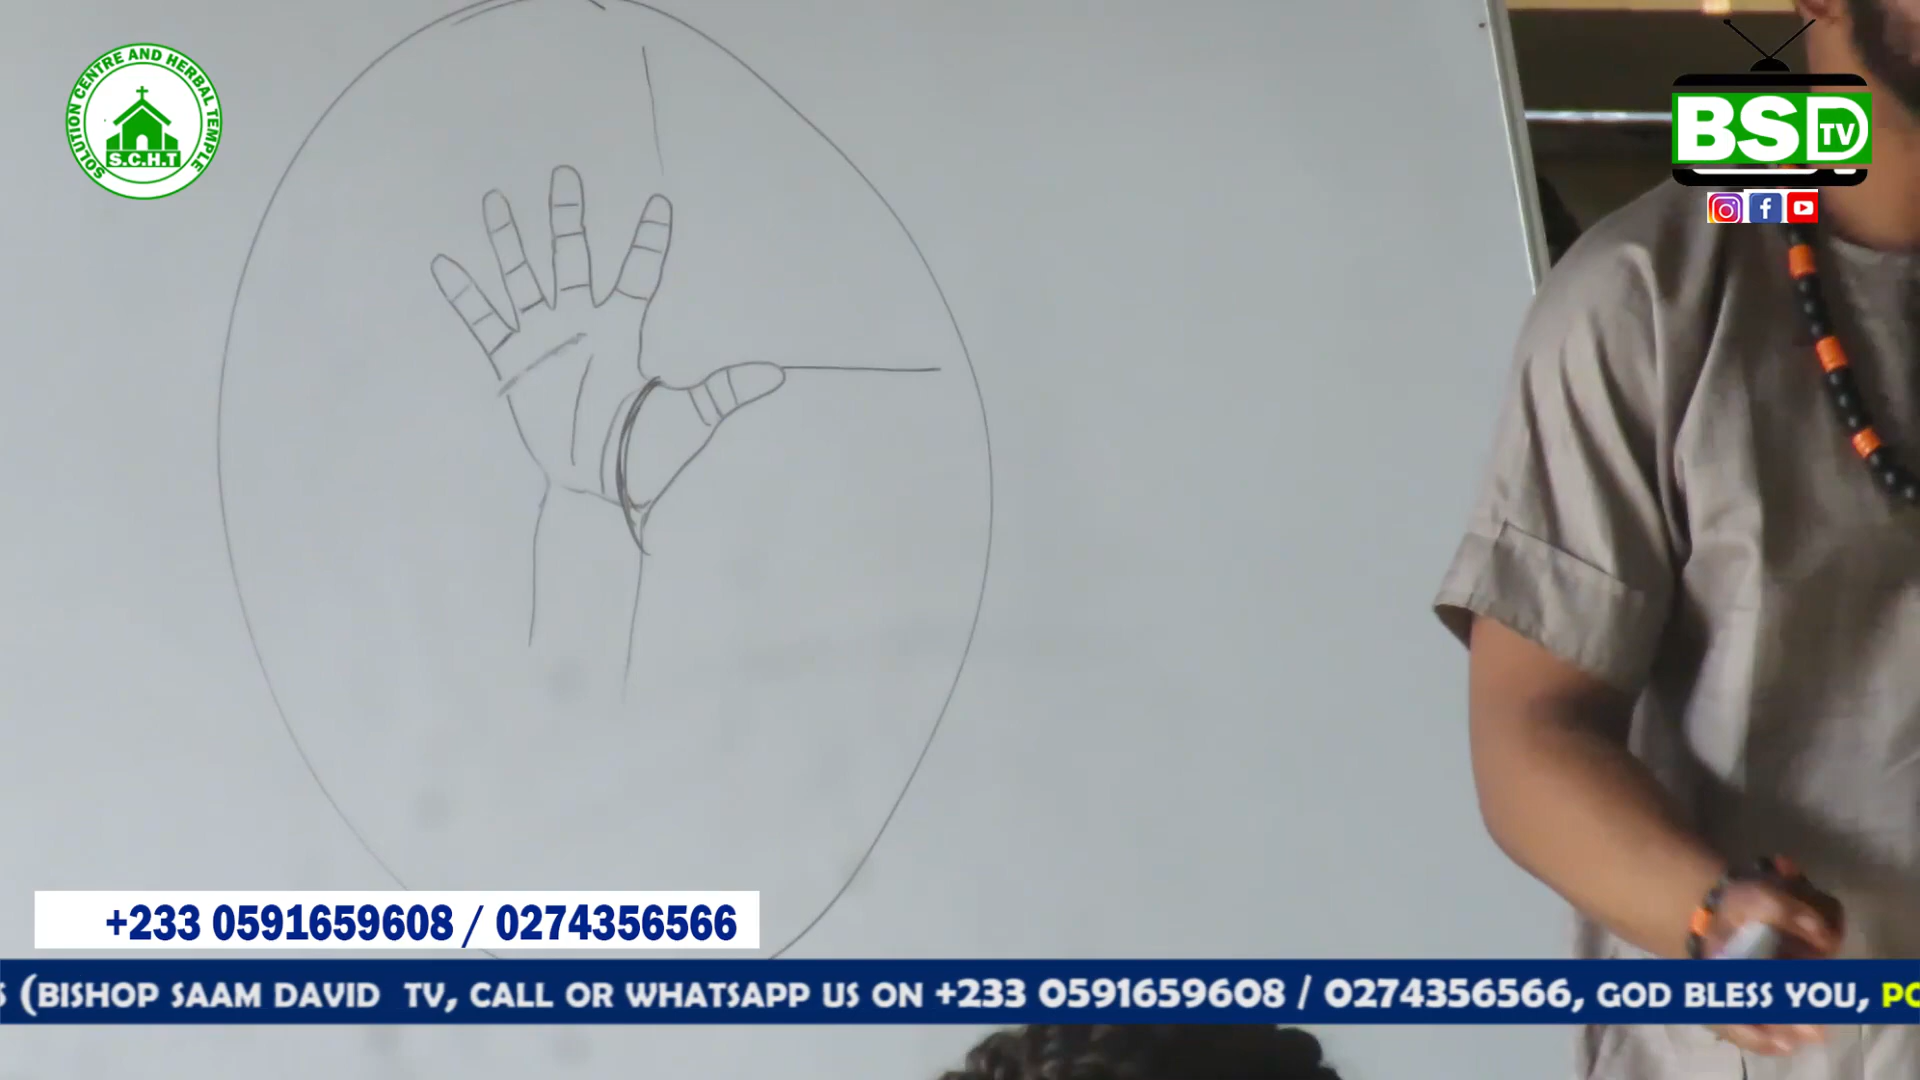 SOLUTION CENTRE AND HERBAL TEMPLE
S.C.H.T
BSD TV
+233 0591659608 / 0274356566
S (BISHOP SAAM DAVID TV, CALL OR WHATSAPP US ON +233 0591659608 / 0274356566, GOD BLESS YOU, PO